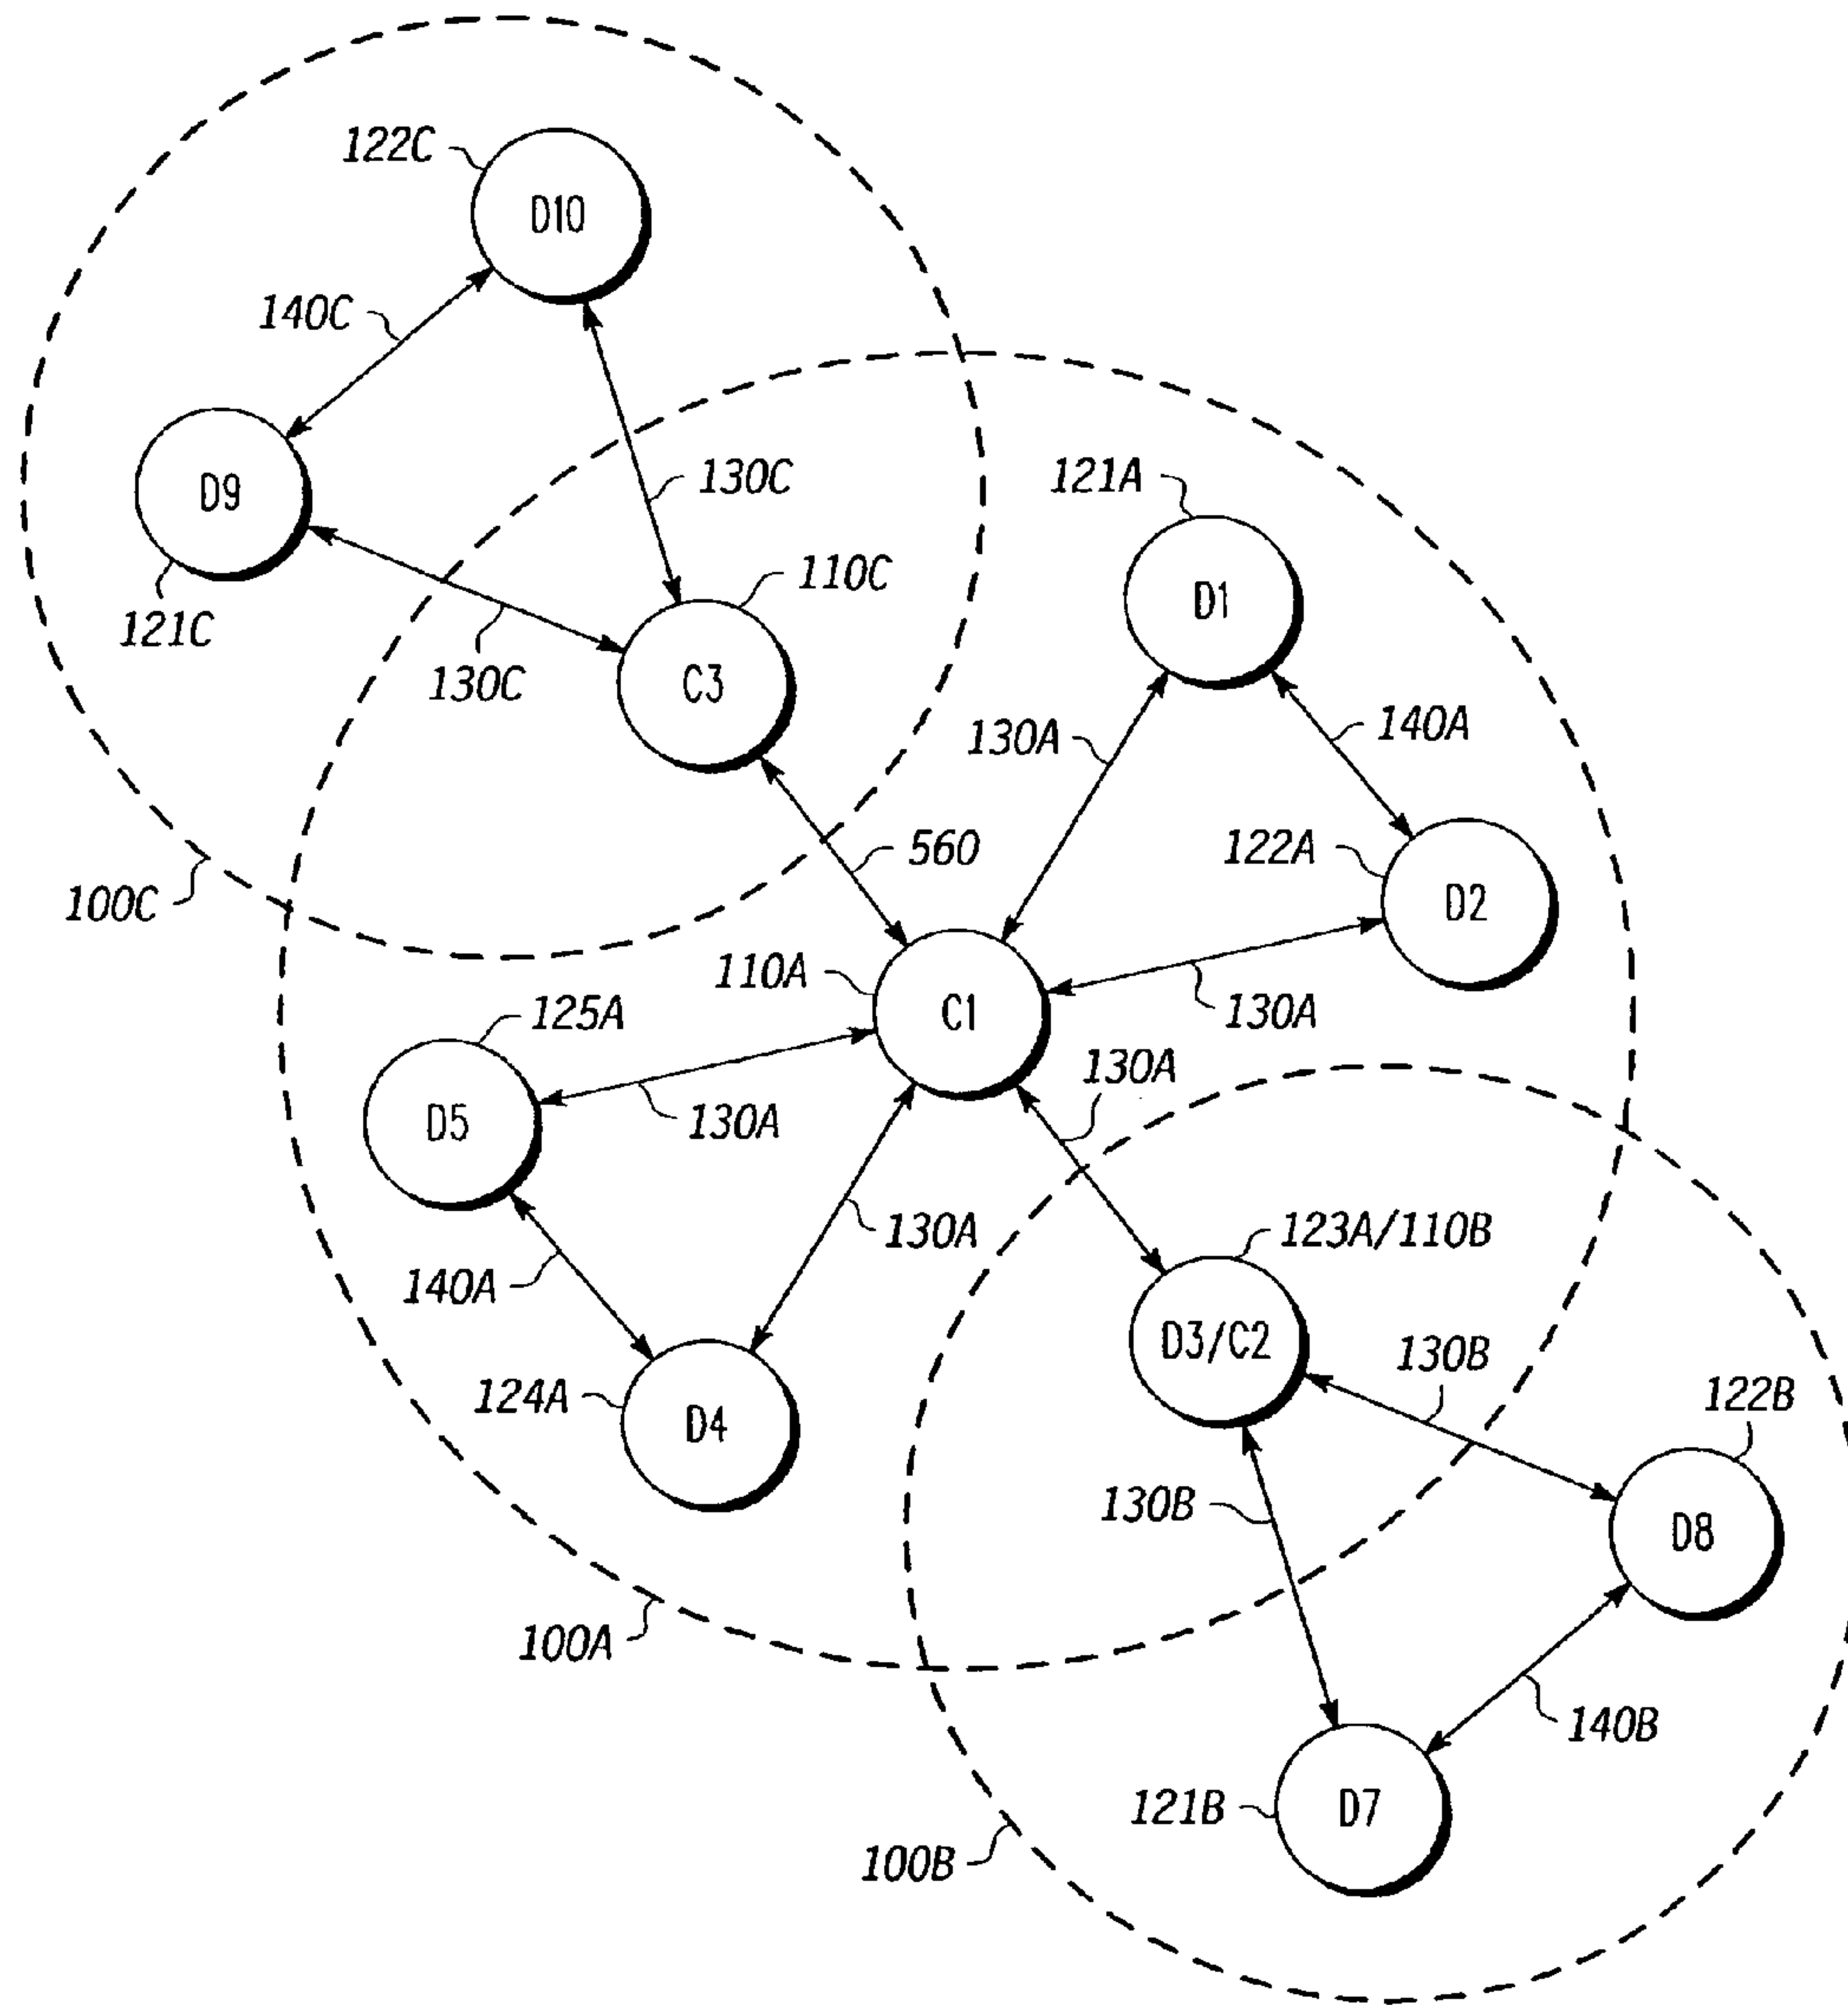 122C
D10
140C
D9
130C
121A
110C
D1
121C
130C
C3
130A
140A
560
122A
100C
D2
110A
125A
C1
130A
130A
D5
130A
130A
123A/110B
140A
D3/C2
130B
124A
122B
D4
130B
D8
100A
140B
121B
D7
100B